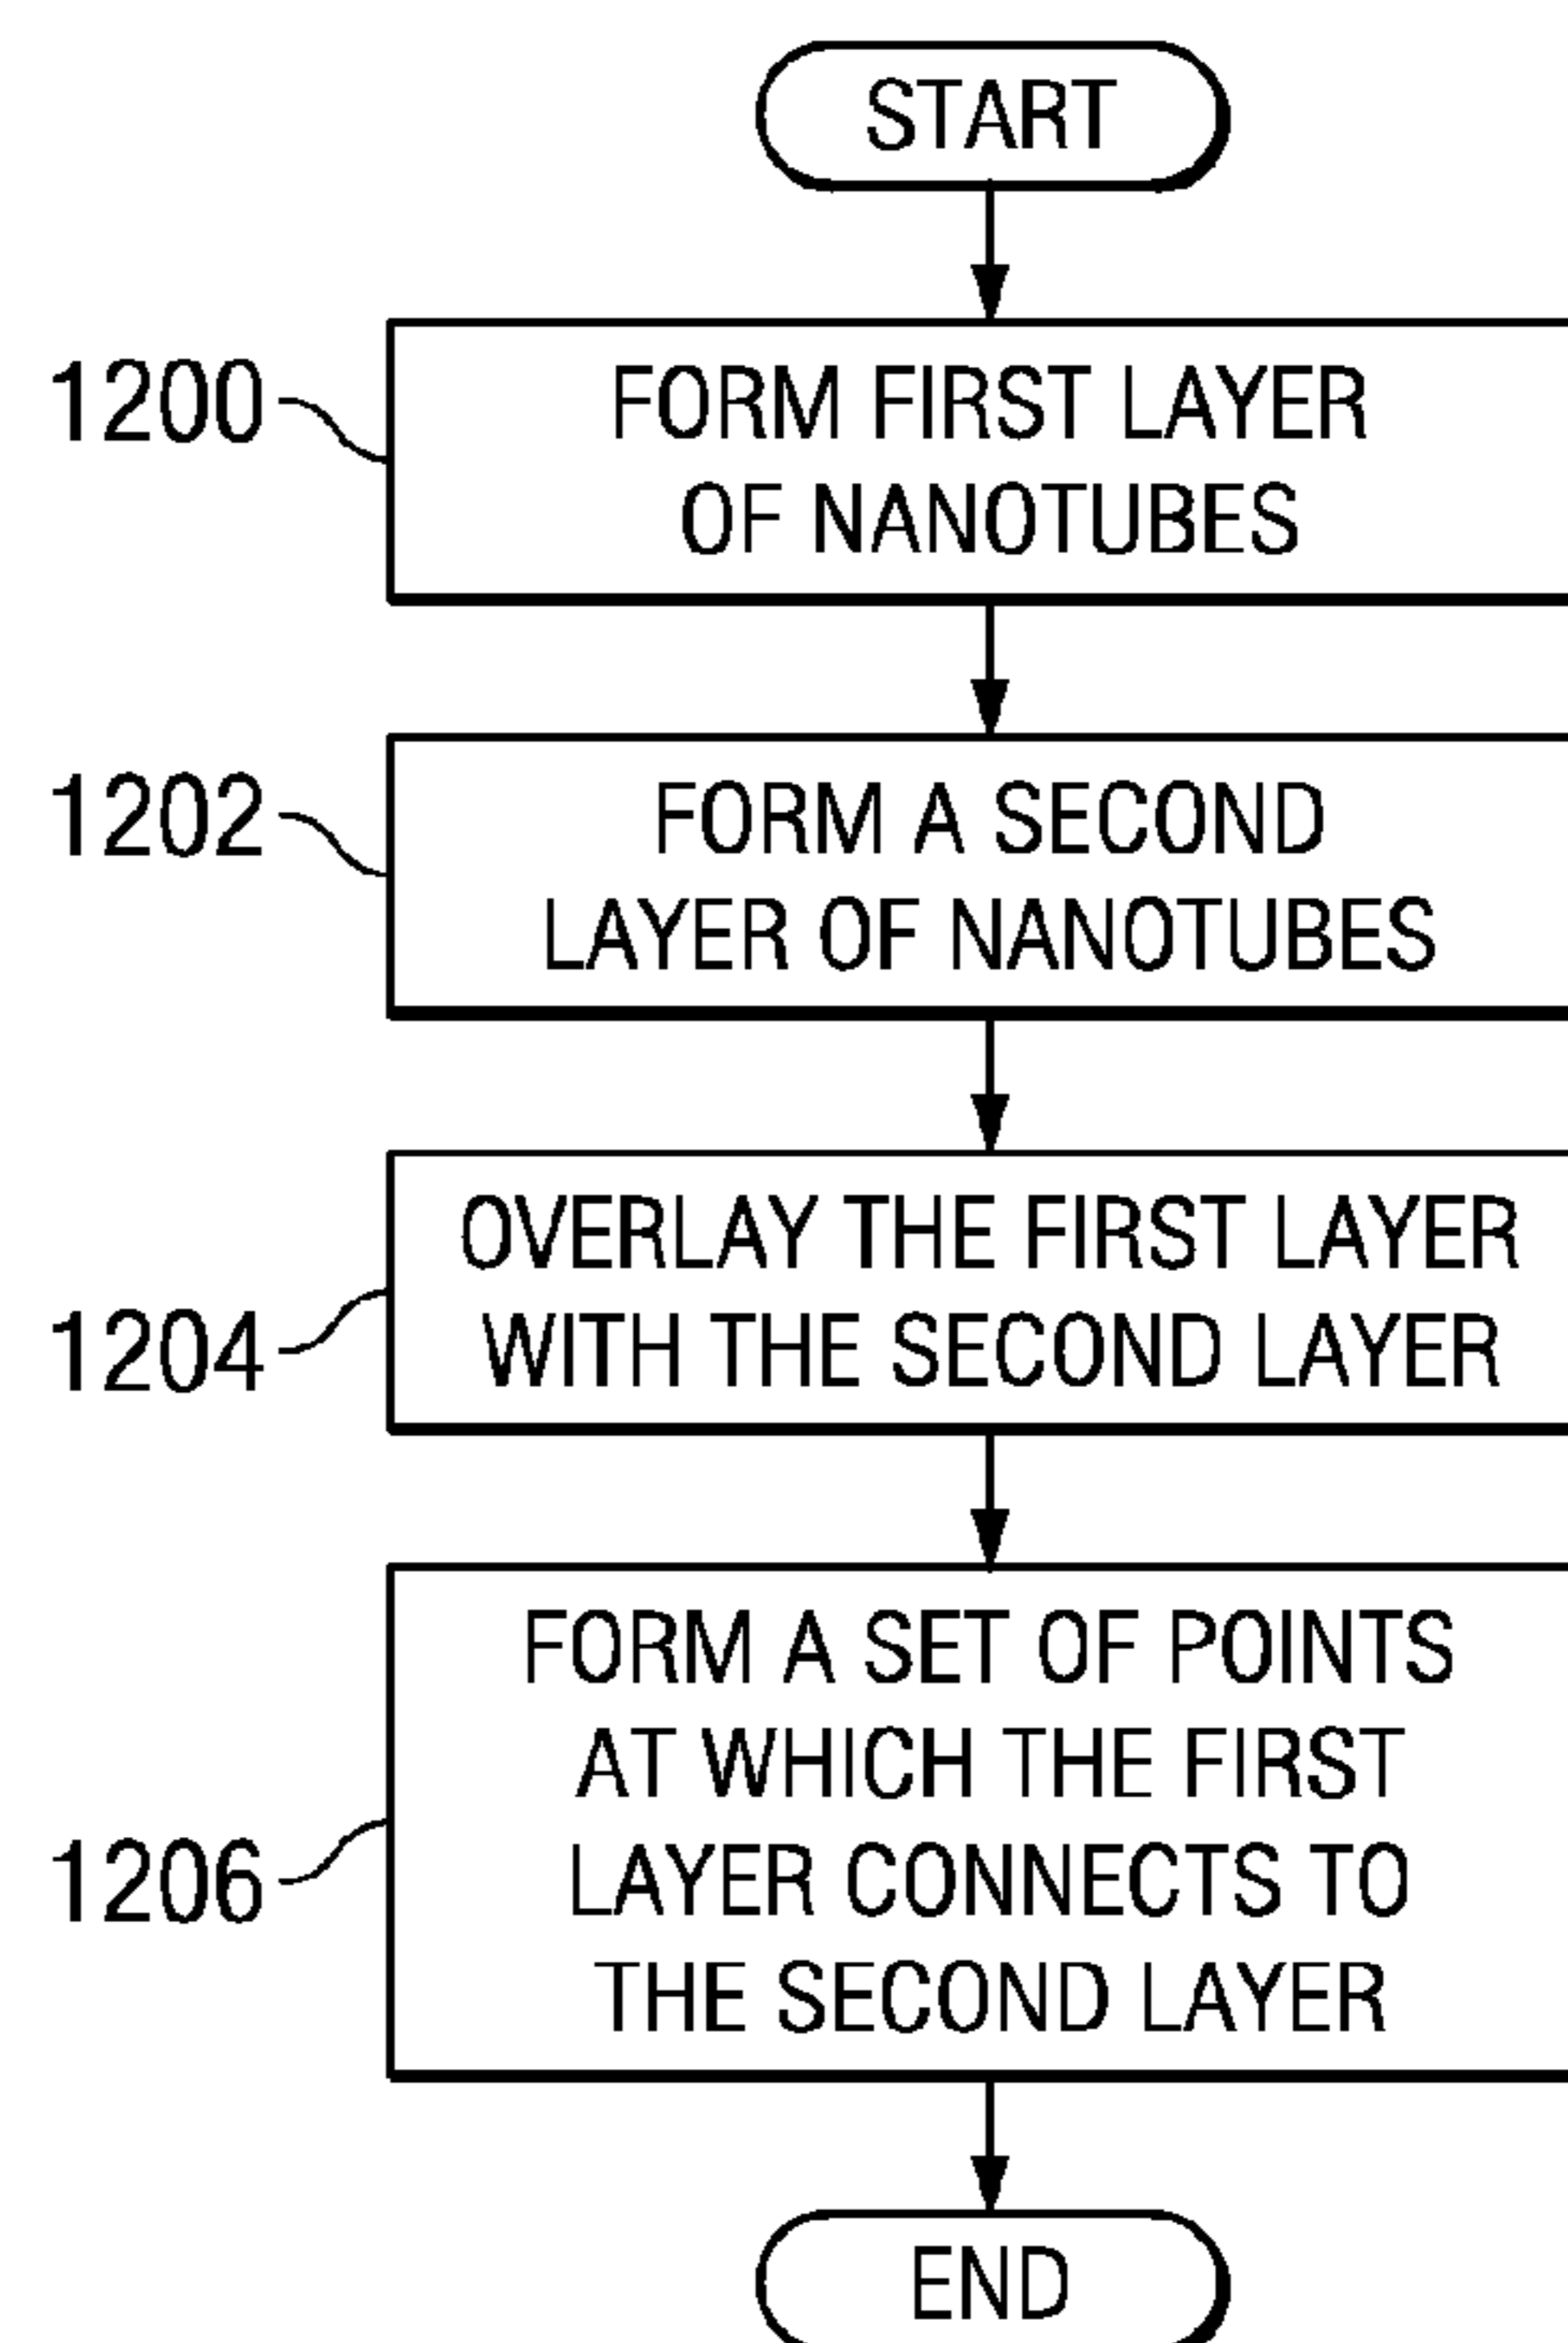 START
1200
FORM FIRST LAYER
OF NANOTUBES
1202
FORM A SECOND
LAYER OF NANOTUBES
OVERLAY THE FIRST LAYER
WITH THE SECOND LAYER
1204
FORM A SET OF POINTS
AT WHICH THE FIRST
LAYER CONNECTS TO
THE SECOND LAYER
1206
END